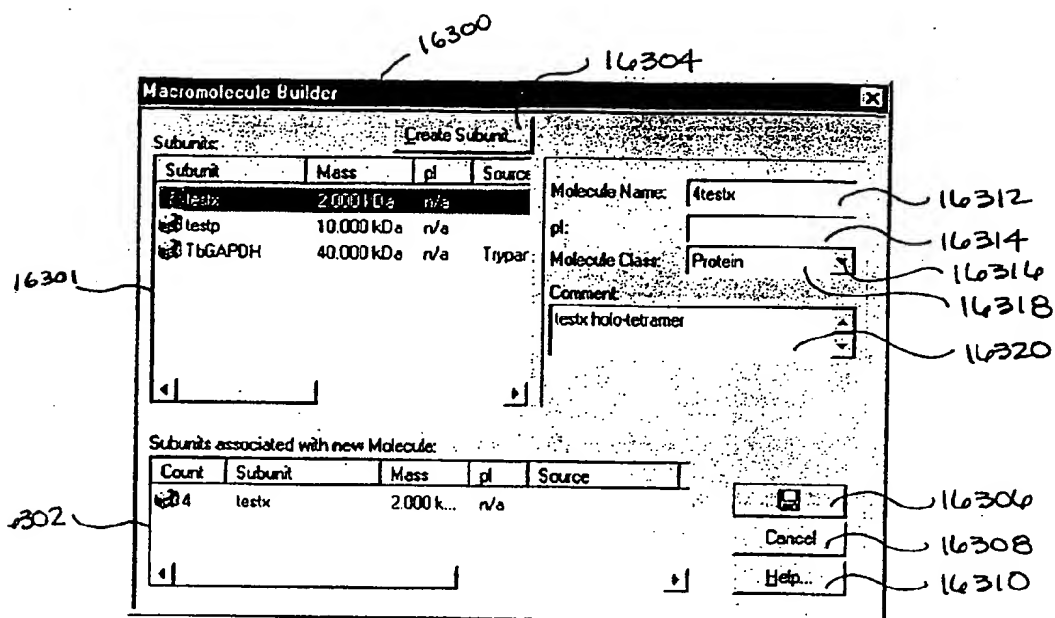 16300
16304
Macromolecule Builder
Create Subunit...
Subunits:
Subunit Mass pI Source
testx 2.000 kDa n/a
testp 10.000 kDa n/a
TbGAPDH 40.000 kDa n/a Trypar
16301
Molecule Name: 4testx
16312
pI:
16314
Molecule Class: Protein
16316
16318
Comment:
testx holo-tetramer
16320
Subunits associated with new Molecule:
Count Subunit Mass pI Source
4 testx 2.000 k... n/a
6302
16306
Cancel
16308
Help...
16310